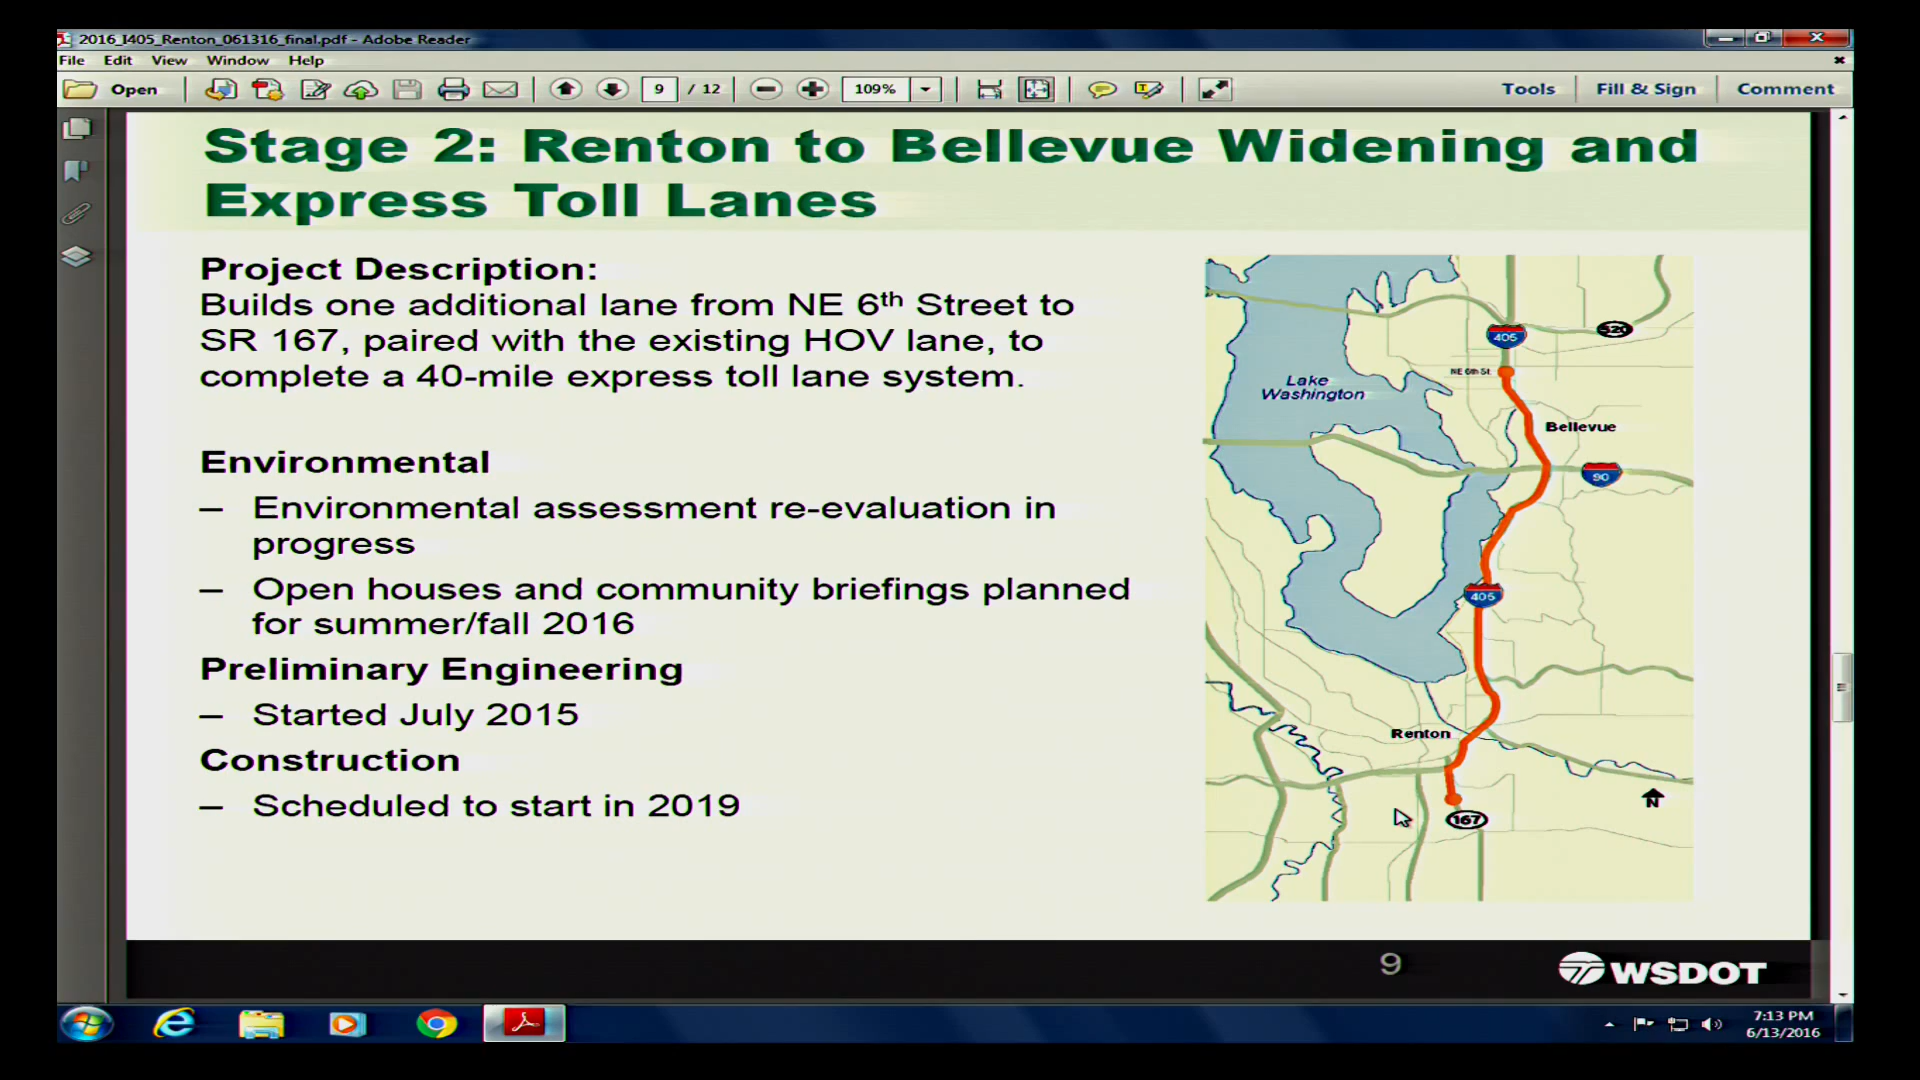 2016_I405_Renton_061316_final.pdf - Adobe Reader
File Edit View Window Help
Open 9 / 12 109% Tools Fill & Sign Comment
Stage 2: Renton to Bellevue Widening and
Express Toll Lanes
Project Description:
Builds one additional lane from NE 6th Street to
SR 167, paired with the existing HOV lane, to
complete a 40-mile express toll lane system.
Environmental
– Environmental assessment re-evaluation in
progress
– Open houses and community briefings planned
for summer/fall 2016
Preliminary Engineering
– Started July 2015
Construction
– Scheduled to start in 2019
405
520
NE 6th St.
Lake
Washington
Bellevue
90
405
Renton
N
167
9
WSDOT
7:13 PM
6/13/2016